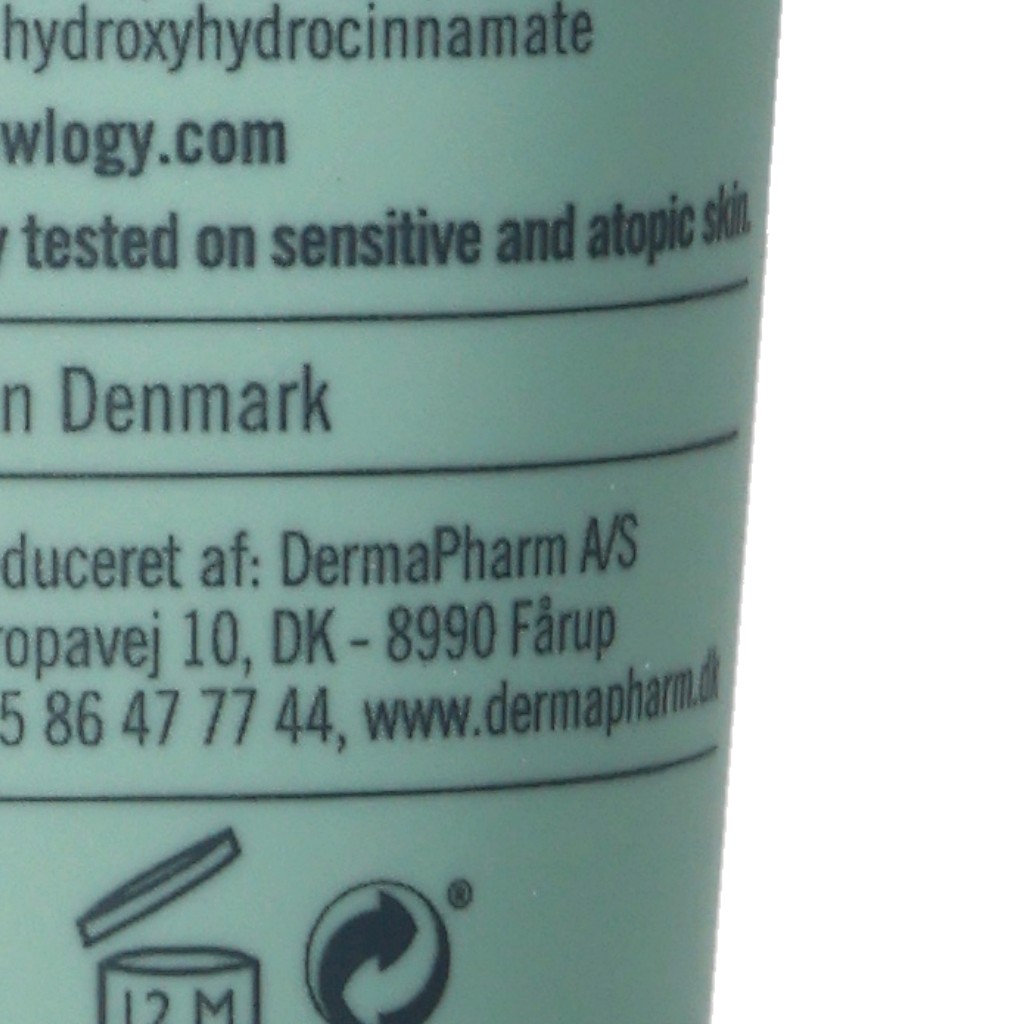 hydroxyhydrocinnamate
wlogy.com
y tested on sensitive and atopic skin.
n Denmark
duceret af: DermaPharm A/S
ropavej 10, DK - 8990 Fårup
5 86 47 77 44, www.dermapharm.dk
®
12 M